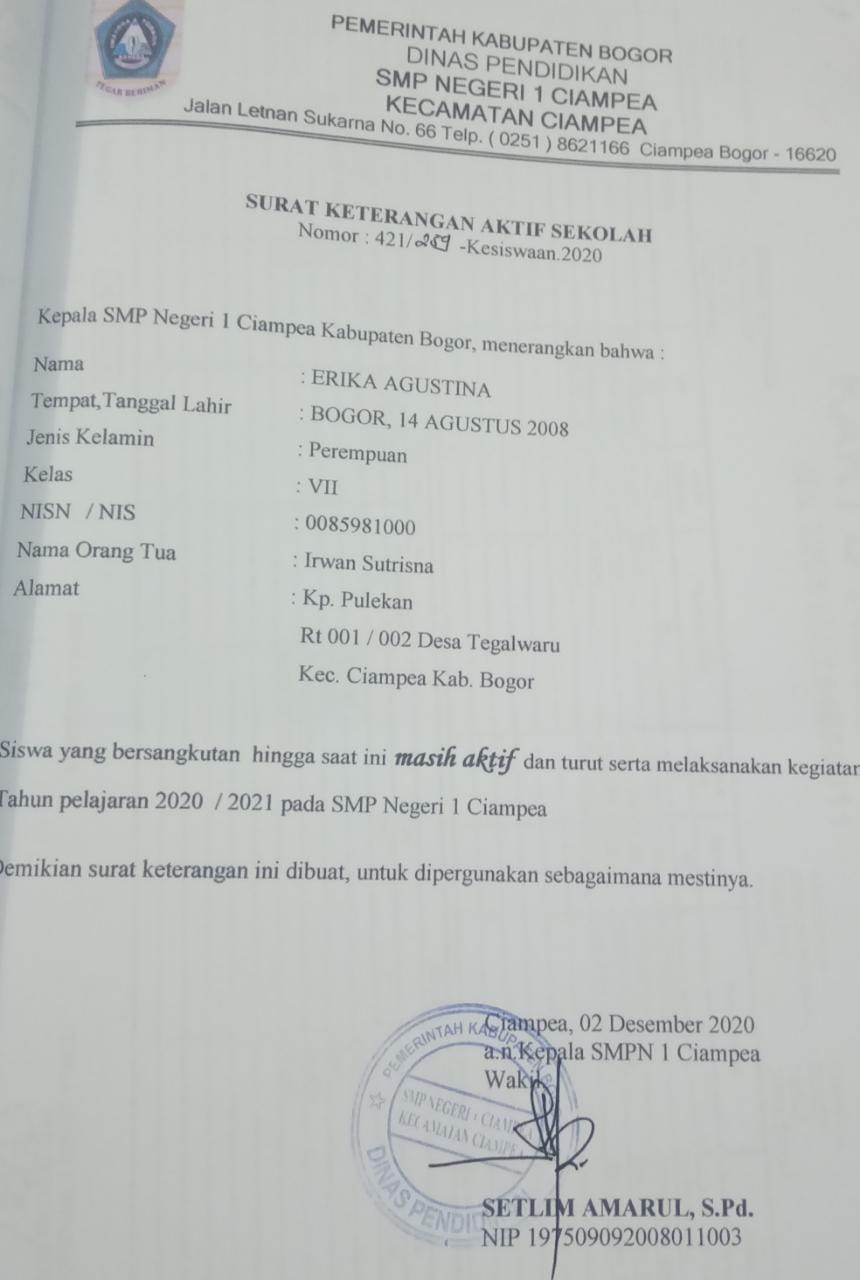 TEGAR BERIMAN
PEMERINTAH KABUPATEN BOGOR
DINAS PENDIDIKAN
SMP NEGERI 1 CIAMPEA
KECAMATAN CIAMPEA
Jalan Letnan Sukarna No. 66 Telp. ( 0251 ) 8621166 Ciampea Bogor - 16620
SURAT KETERANGAN AKTIF SEKOLAH
Nomor : 421/259 -Kesiswaan.2020
Kepala SMP Negeri 1 Ciampea Kabupaten Bogor, menerangkan bahwa :
Nama : ERIKA AGUSTINA
Tempat,Tanggal Lahir : BOGOR, 14 AGUSTUS 2008
Jenis Kelamin : Perempuan
Kelas : VII
NISN / NIS : 0085981000
Nama Orang Tua : Irwan Sutrisna
Alamat : Kp. Pulekan
Rt 001 / 002 Desa Tegalwaru
Kec. Ciampea Kab. Bogor
Siswa yang bersangkutan hingga saat ini masih aktif dan turut serta melaksanakan kegiatan
Tahun pelajaran 2020 / 2021 pada SMP Negeri 1 Ciampea
Demikian surat keterangan ini dibuat, untuk dipergunakan sebagaimana mestinya.
Ciampea, 02 Desember 2020
a.n.Kepala SMPN 1 Ciampea
Wakil
PEMERINTAH KABUPATEN BO
SMP NEGERI 1 CIAMPEA
KECAMATAN CIAMPEA
DINAS PENDIDI
SETLIM AMARUL, S.Pd.
NIP 197509092008011003